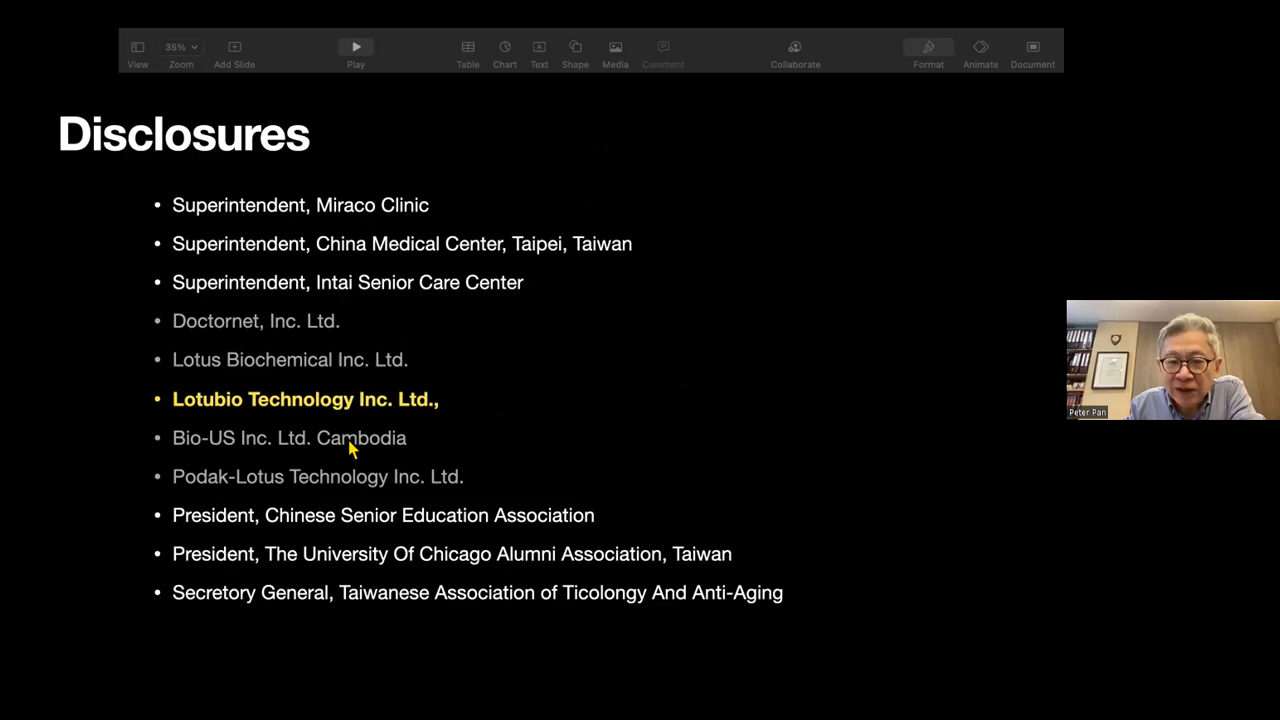 View
35%
Zoom
Add Slide
Play
Table
Chart
Text
Shape
Media
Comment
Collaborate
Format
Animate
Document
Disclosures
• Superintendent, Miraco Clinic
• Superintendent, China Medical Center, Taipei, Taiwan
• Superintendent, Intai Senior Care Center
• Doctornet, Inc. Ltd.
• Lotus Biochemical Inc. Ltd.
• Lotubio Technology Inc. Ltd.,
• Bio-US Inc. Ltd. Cambodia
• Podak-Lotus Technology Inc. Ltd.
• President, Chinese Senior Education Association
• President, The University Of Chicago Alumni Association, Taiwan
• Secretory General, Taiwanese Association of Ticolongy And Anti-Aging
Peter Pan